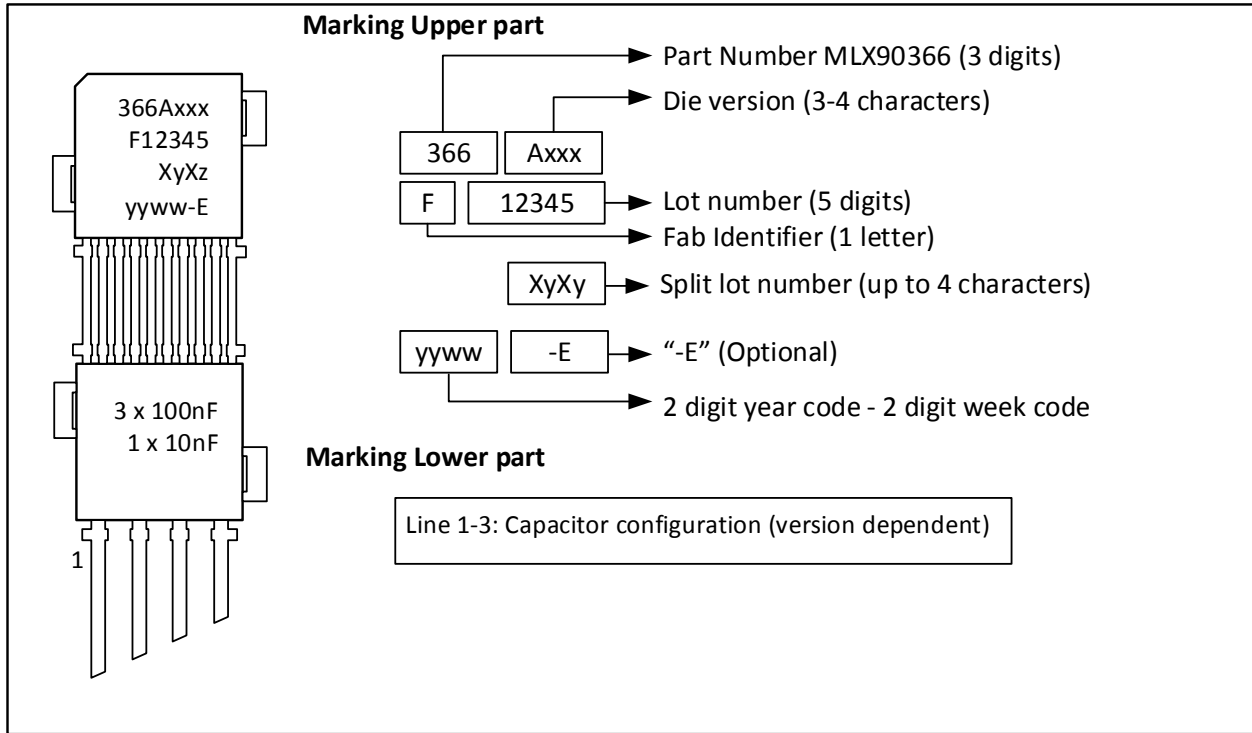 Marking Upper part
366Axxx
F12345
XyXz
yyww-E
3 x 100nF
1 x 10nF
1
Part Number MLX90366 (3 digits)
Die version (3-4 characters)
366 Axxx
F 12345 Lot number (5 digits)
Fab Identifier (1 letter)
XyXy Split lot number (up to 4 characters)
yyww -E “-E” (Optional)
2 digit year code - 2 digit week code
Marking Lower part
Line 1-3: Capacitor configuration (version dependent)